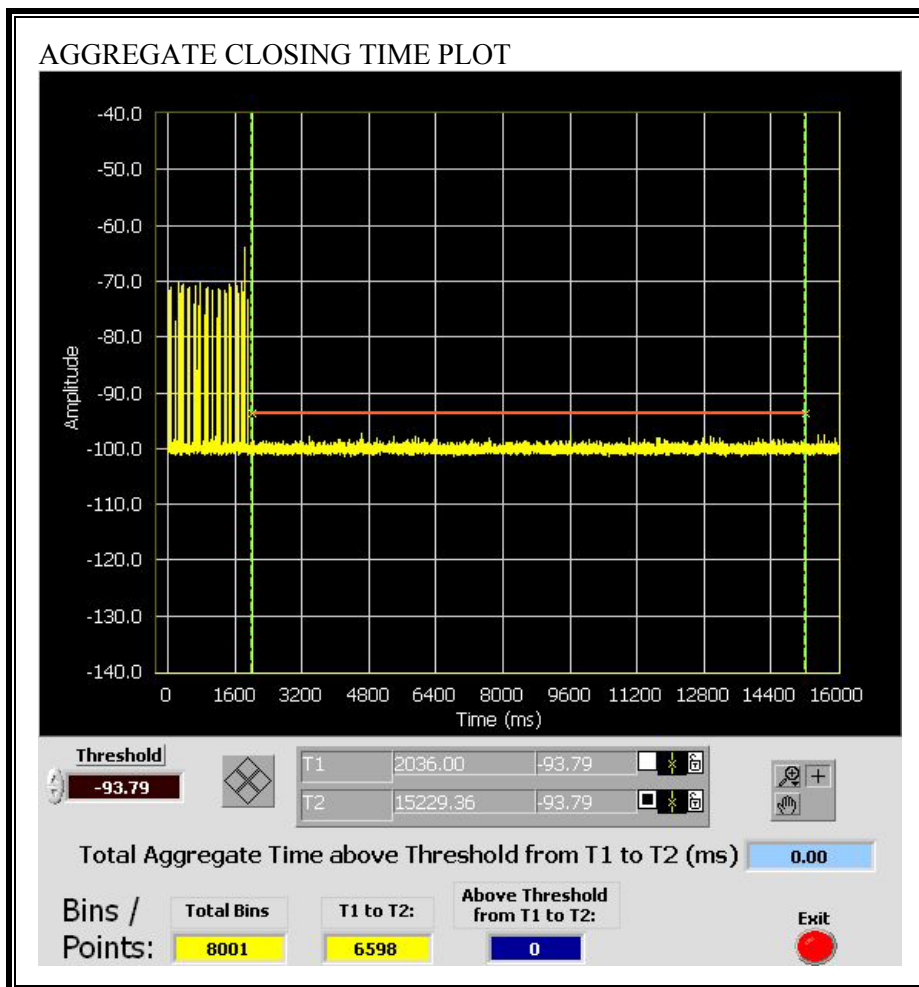 AGGREGATE CLOSING TIME PLOT
-40.0
-50.0
-60.0
-70.0
-80.0
-90.0
-100.0
-110.0
-120.0
-130.0
-140.0
Amplitude
0 1600 3200 4800 6400 8000 9600 11200 12800 14400 16000
Time (ms)
Threshold
-93.79
T1 2036.00 -93.79
T2 15229.36 -93.79
Total Aggregate Time above Threshold from T1 to T2 (ms) 0.00
Bins / Points:
Total Bins
8001
T1 to T2:
6598
Above Threshold
from T1 to T2:
0
Exit